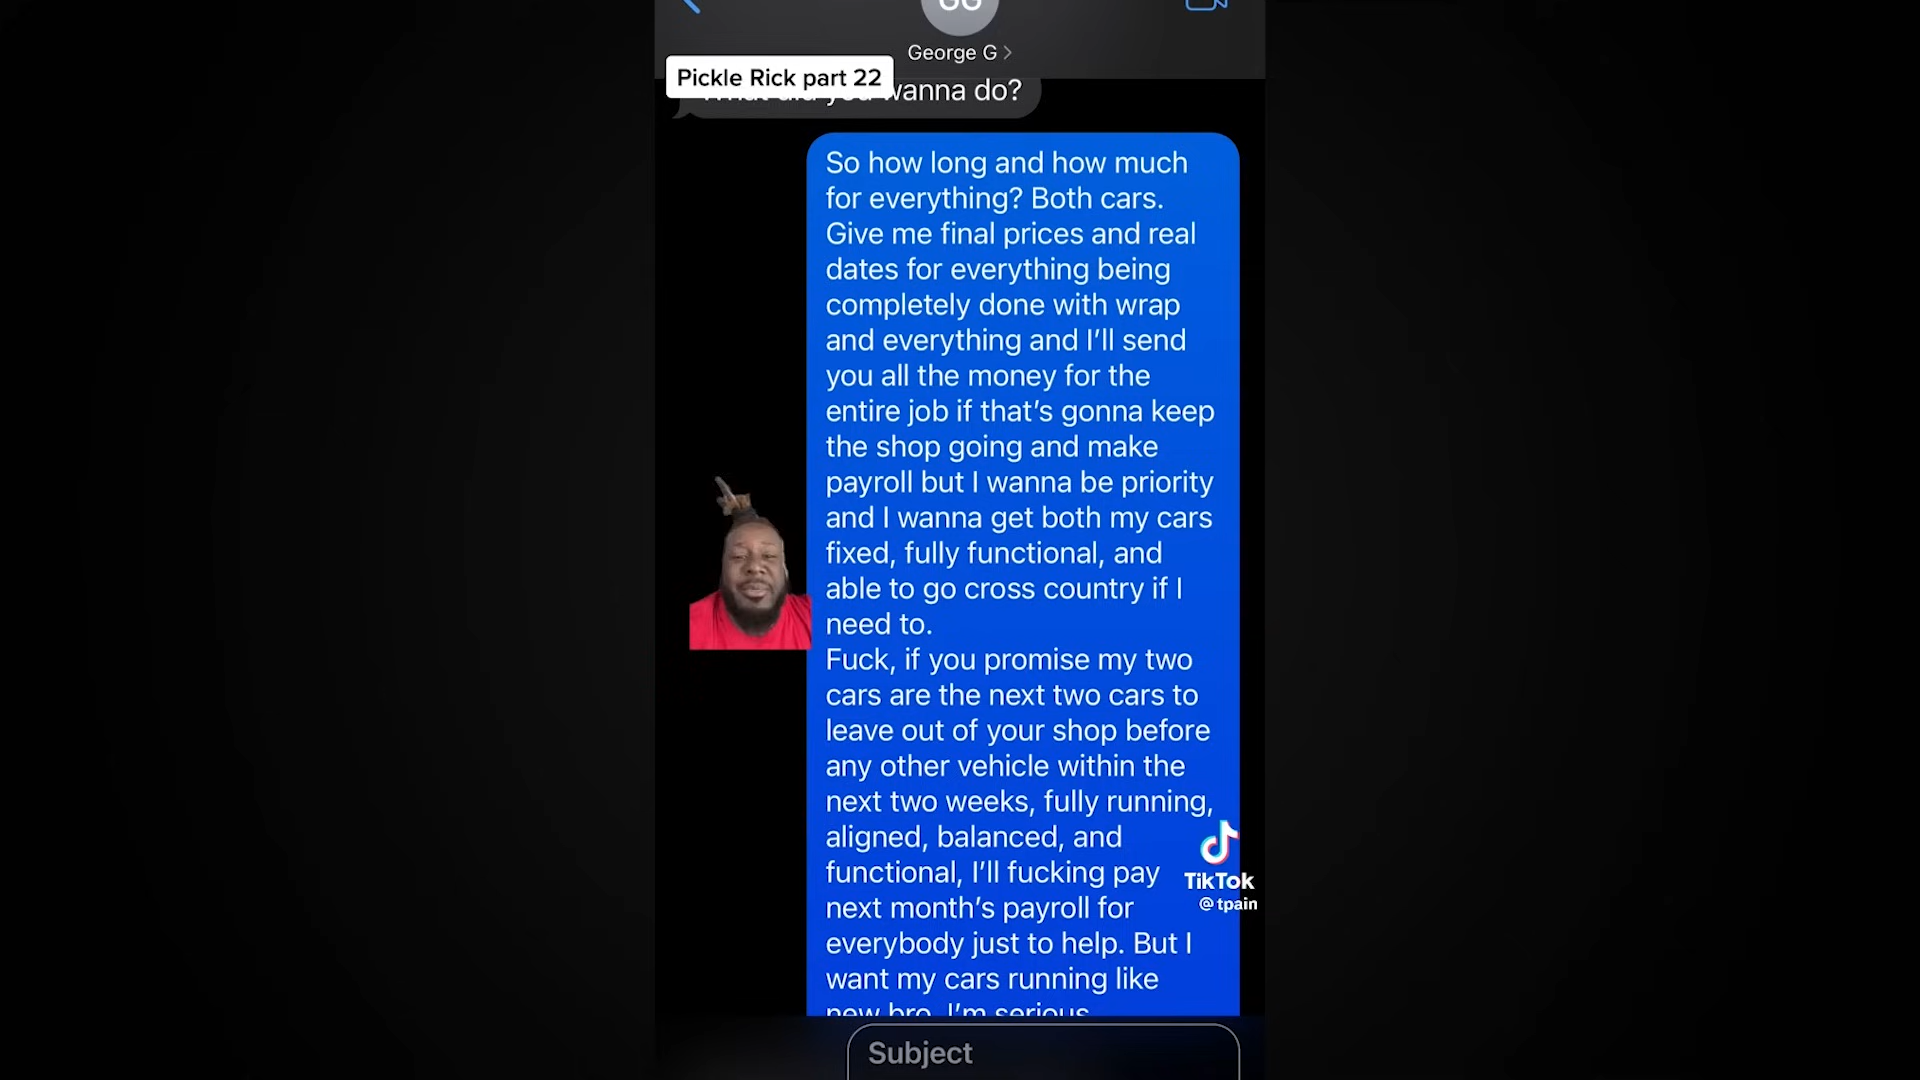 GG
George G >
Pickle Rick part 22
wanna do?
So how long and how much
for everything? Both cars.
Give me final prices and real
dates for everything being
completely done with wrap
and everything and I'll send
you all the money for the
entire job if that's gonna keep
the shop going and make
payroll but I wanna be priority
and I wanna get both my cars
fixed, fully functional, and
able to go cross country if I
need to.
Fuck, if you promise my two
cars are the next two cars to
leave out of your shop before
any other vehicle within the
next two weeks, fully running,
aligned, balanced, and
functional, I'll fucking pay
next month's payroll for
everybody just to help. But I
want my cars running like
new bro. I'm serious
TikTok
@tpain
Subject